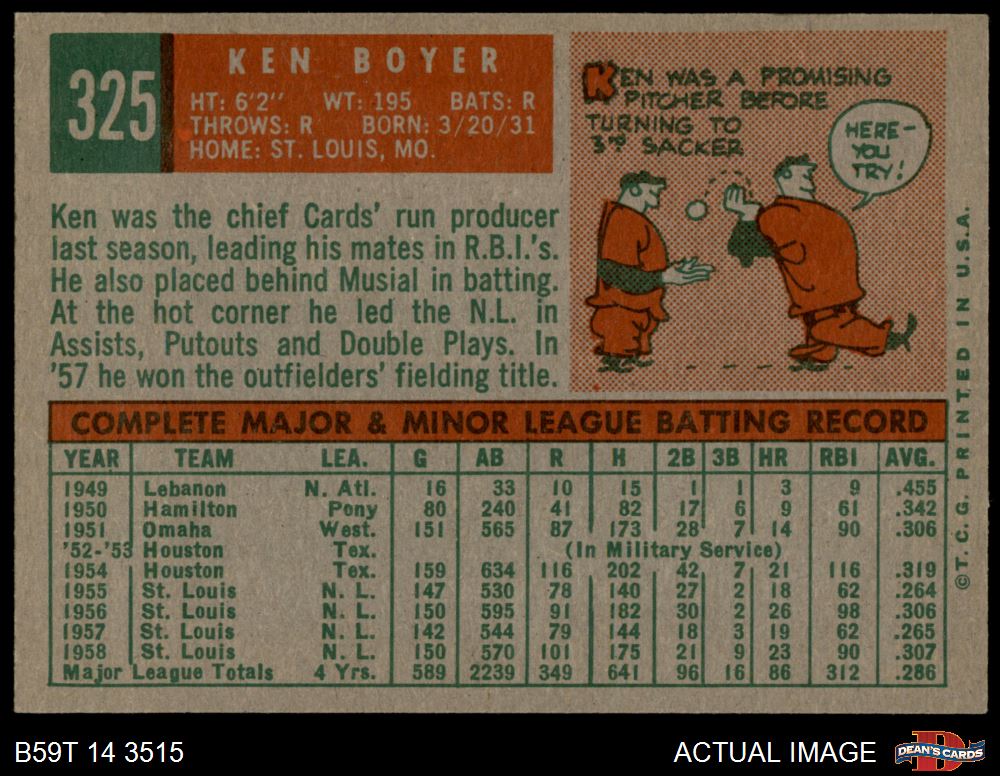 325
KEN BOYER
HT: 6'2" WT: 195 BATS: R
THROWS: R BORN: 3/20/31
HOME: ST. LOUIS, MO.
KEN WAS A PROMISING
PITCHER BEFORE
TURNING TO
3RD SACKER
HERE-
YOU
TRY!
Ken was the chief Cards' run producer
last season, leading his mates in R.B.I.'s.
He also placed behind Musial in batting.
At the hot corner he led the N.L. in
Assists, Putouts and Double Plays. In
'57 he won the outfielders' fielding title.
COMPLETE MAJOR & MINOR LEAGUE BATTING RECORD
YEAR TEAM LEA. G AB R H 2B 3B HR RBI AVG.
1949 Lebanon N. Atl. 16 33 10 15 1 1 3 9 .455
1950 Hamilton Pony 80 240 41 82 17 6 9 61 .342
1951 Omaha West. 151 565 87 173 28 7 14 90 .306
'52-'53 Houston Tex. (In Military Service)
1954 Houston Tex. 159 634 116 202 42 7 21 116 .319
1955 St. Louis N. L. 147 530 78 140 27 2 18 62 .264
1956 St. Louis N. L. 150 595 91 182 30 2 26 98 .306
1957 St. Louis N. L. 142 544 79 144 18 3 19 62 .265
1958 St. Louis N. L. 150 570 101 175 21 9 23 90 .307
Major League Totals 4 Yrs. 589 2239 349 641 96 16 86 312 .286
©T.C.G. PRINTED IN U.S.A.
B59T 14 3515
ACTUAL IMAGE
D
DEAN'S CARDS